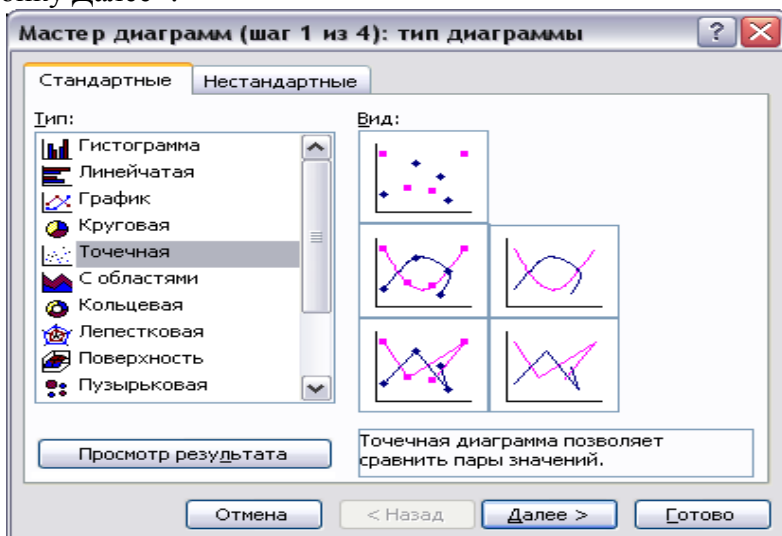 Далее".
Мастер диаграмм (шаг 1 из 4): тип диаграммы
Стандартные Нестандартные
Тип:
Вид:
Гистограмма
Линейчатая
График
Круговая
Точечная
С областями
Кольцевая
Лепестковая
Поверхность
Пузырьковая
Точечная диаграмма позволяет
сравнить пары значений.
Просмотр результата
Отмена < Назад Далее > Готово